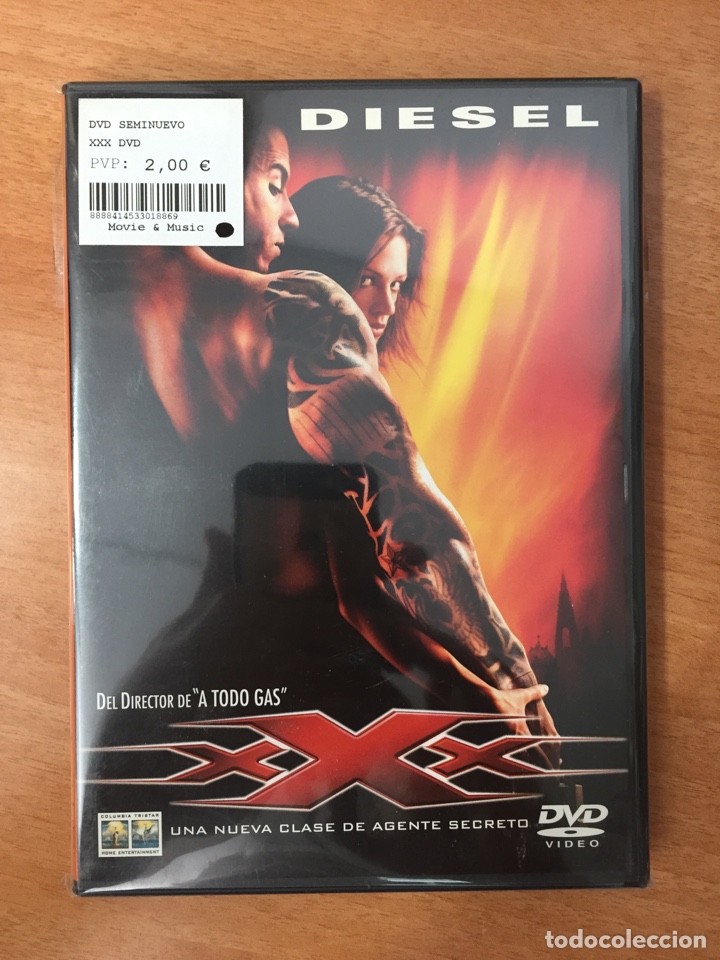 DVD SEMINUEVO
XXX DVD
PVP: 2,00 €
8888414533018869
Movie & Music
DIESEL
DEL DIRECTOR DE "A TODO GAS"
xXx
COLUMBIA TRISTAR
HOME ENTERTAINMENT
UNA NUEVA CLASE DE AGENTE SECRETO
DVD
VIDEO
todocoleccion